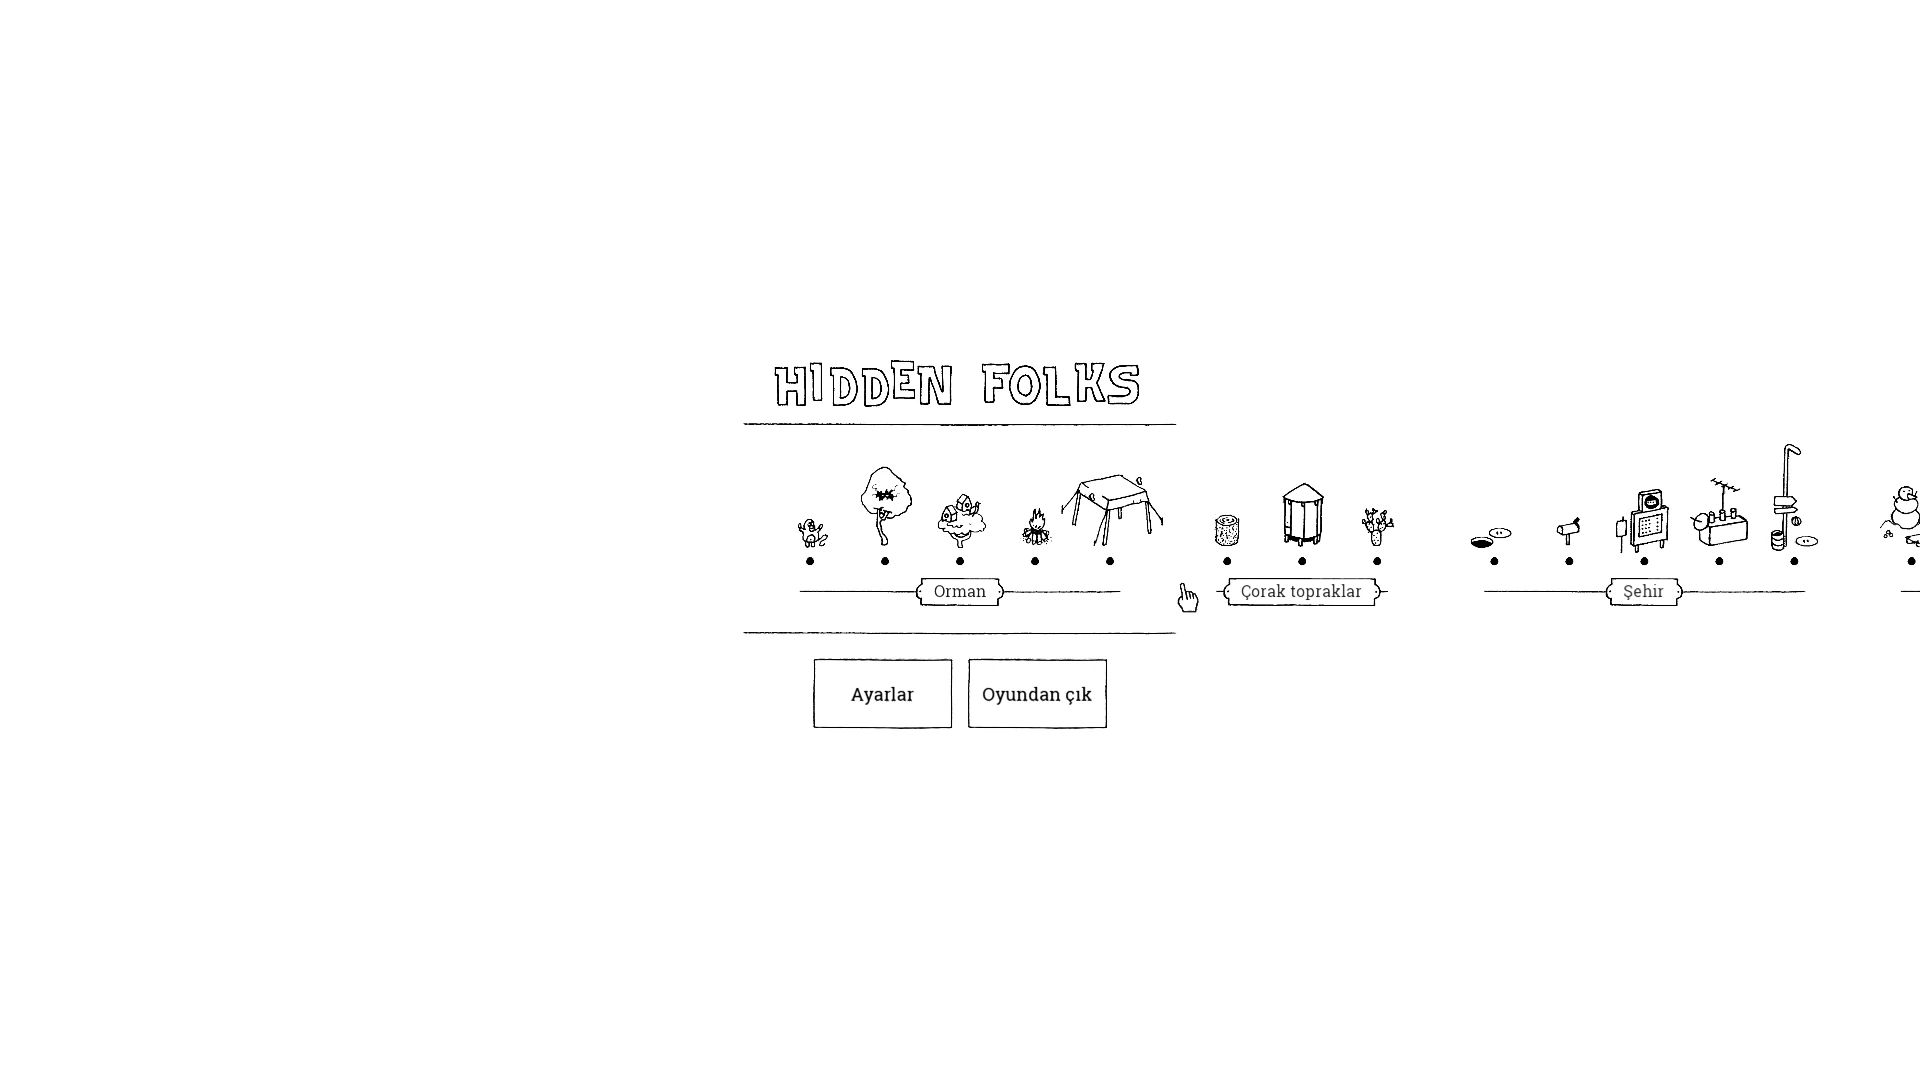 HIDDEN FOLKS
Orman
Çorak topraklar
Şehir
Ayarlar
Oyundan çık